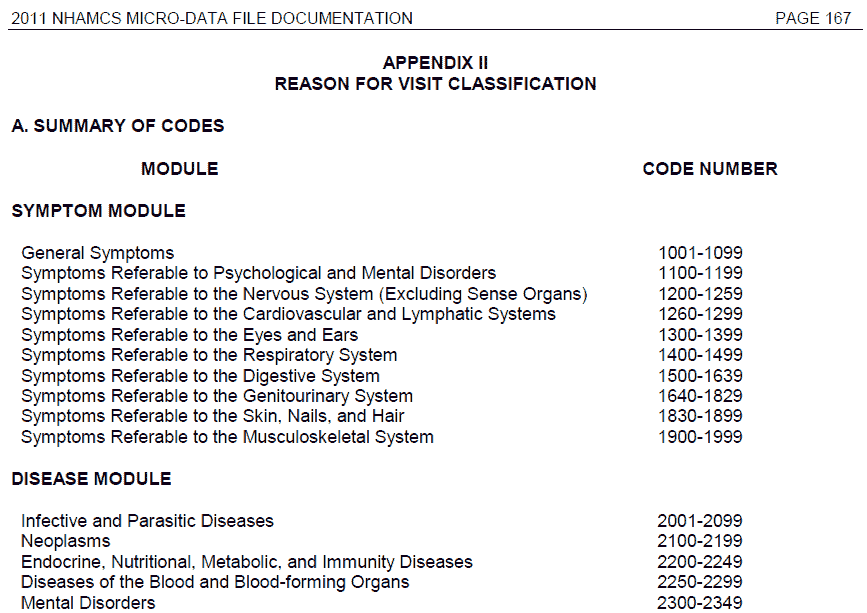 2011 NHAMCS MICRO-DATA FILE DOCUMENTATION PAGE 167
APPENDIX II
REASON FOR VISIT CLASSIFICATION
A. SUMMARY OF CODES
MODULE CODE NUMBER
SYMPTOM MODULE
General Symptoms 1001-1099
Symptoms Referable to Psychological and Mental Disorders 1100-1199
Symptoms Referable to the Nervous System (Excluding Sense Organs) 1200-1259
Symptoms Referable to the Cardiovascular and Lymphatic Systems 1260-1299
Symptoms Referable to the Eyes and Ears 1300-1399
Symptoms Referable to the Respiratory System 1400-1499
Symptoms Referable to the Digestive System 1500-1639
Symptoms Referable to the Genitourinary System 1640-1829
Symptoms Referable to the Skin, Nails, and Hair 1830-1899
Symptoms Referable to the Musculoskeletal System 1900-1999
DISEASE MODULE
Infective and Parasitic Diseases 2001-2099
Neoplasms 2100-2199
Endocrine, Nutritional, Metabolic, and Immunity Diseases 2200-2249
Diseases of the Blood and Blood-forming Organs 2250-2299
Mental Disorders 2300-2349